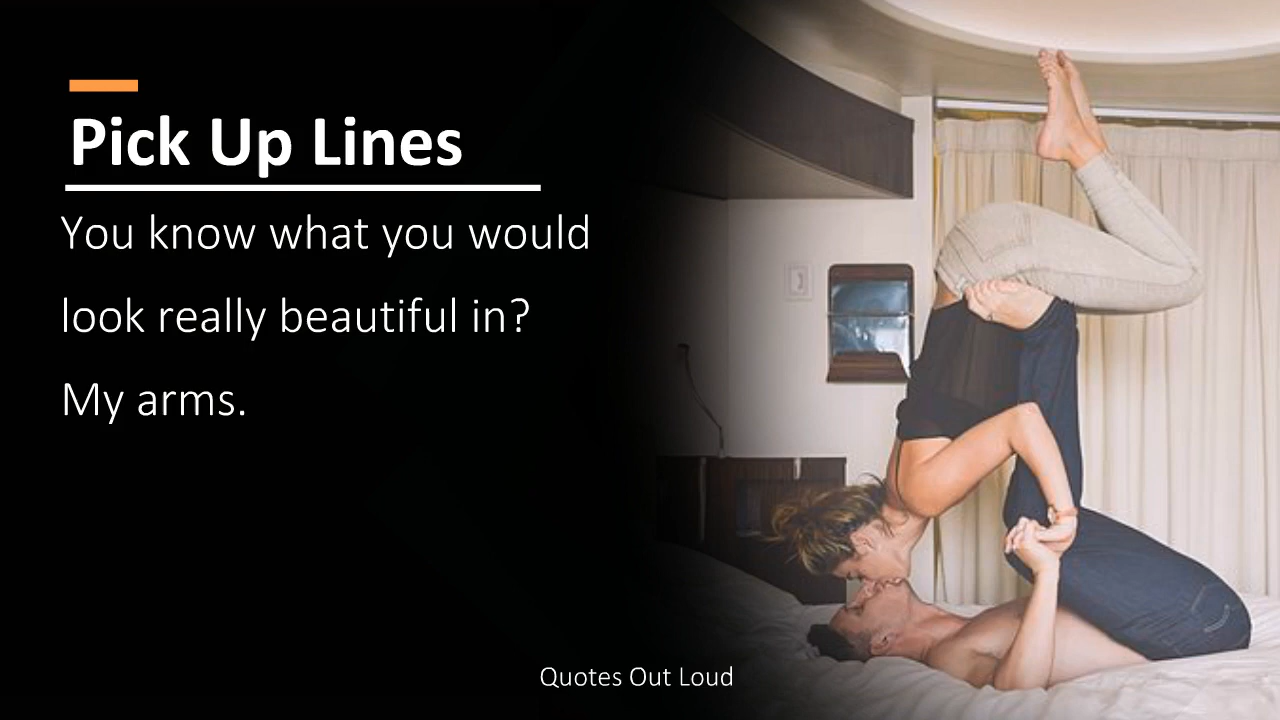 Pick Up Lines
You know what you would
look really beautiful in?
My arms.
Quotes Out Loud